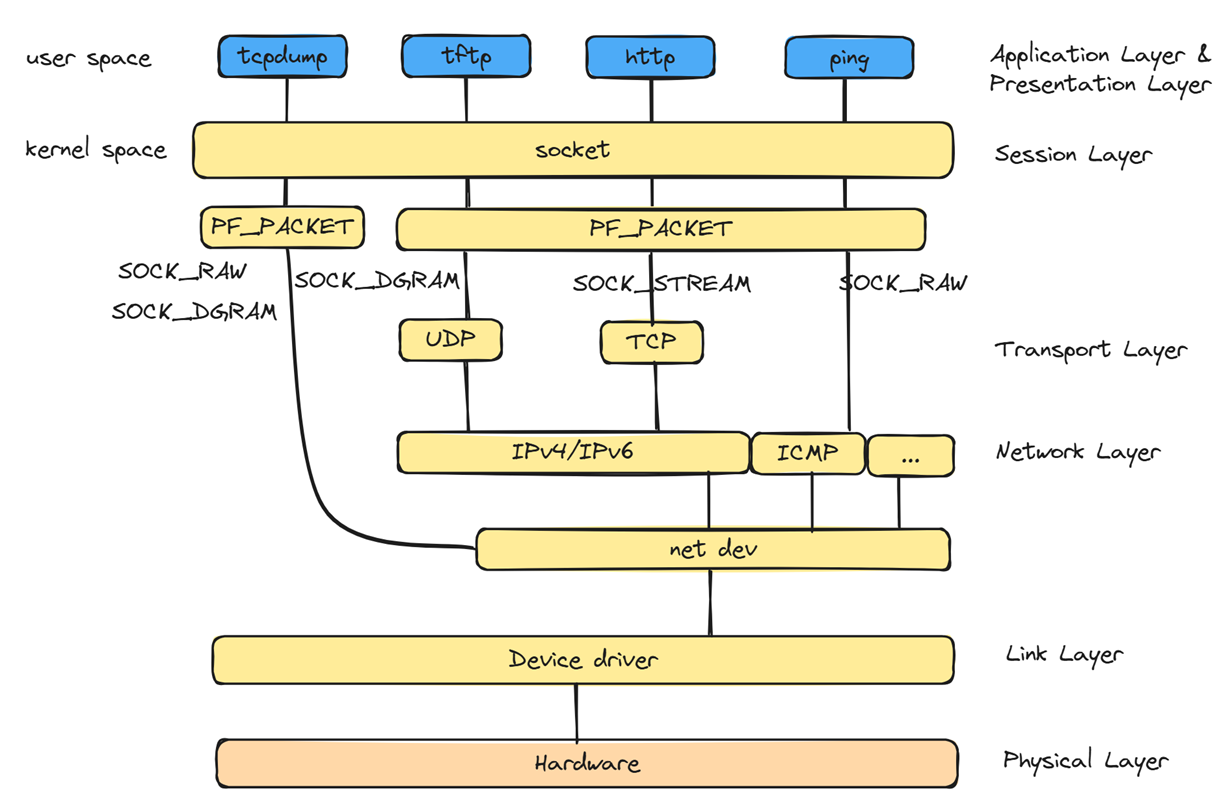 user space
tcpdump
tftp
http
ping
Application Layer &
Presentation Layer
kernel space
socket
Session Layer
PF_PACKET
PF_PACKET
SOCK_RAW
SOCK_DGRAM
SOCK_DGRAM
SOCK_STREAM
SOCK_RAW
UDP
TCP
Transport Layer
IPv4/IPv6
ICMP
...
Network Layer
net dev
Device driver
Link Layer
Hardware
Physical Layer